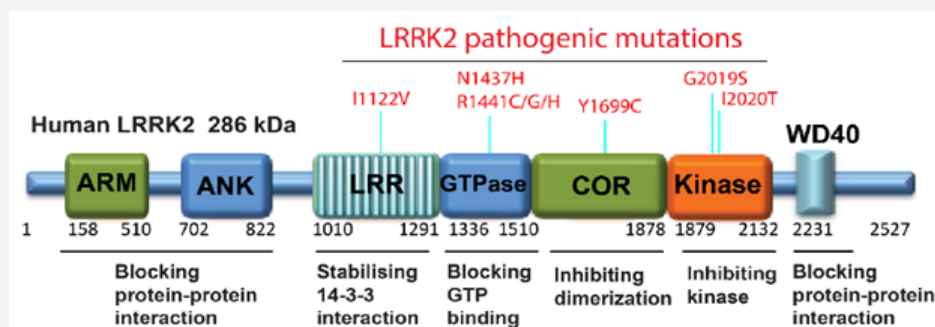 LRRK2 pathogenic mutations
N1437H
G2019S
I1122V
R1441C/G/H
Y1699C
I2020T
Human LRRK2 286 kDa
WD40
ARM
ANK
LRR
GTPase
COR
Kinase
1 158 510 702 822 1010 1291 1336 1510 1878 1879 2132 2231 2527
Blocking
protein-protein
interaction
Stabilising
14-3-3
interaction
Blocking
GTP
binding
Inhibiting
dimerization
Inhibiting
kinase
Blocking
protein-protein
interaction